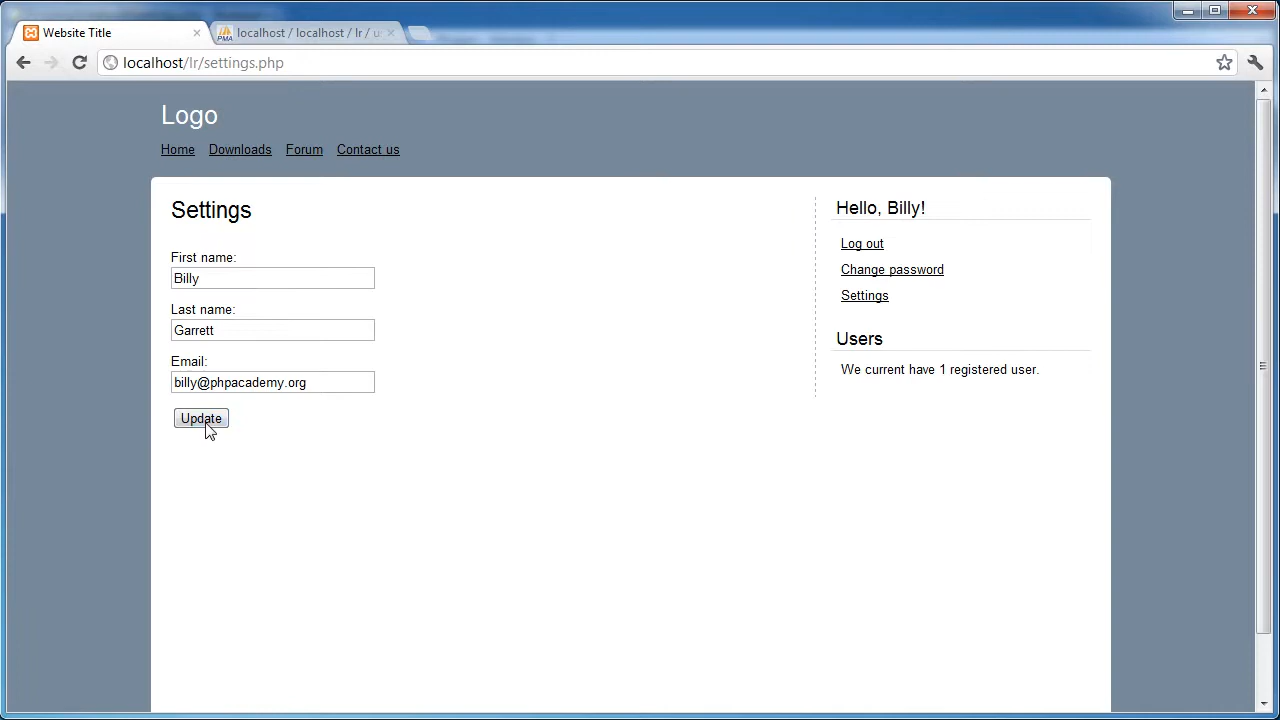 Website Title
localhost / localhost / lr / u
localhost/lr/settings.php
Logo
Home Downloads Forum Contact us
Settings
First name:
Billy
Last name:
Garrett
Email:
billy@phpacademy.org
Update
Hello, Billy!
Log out
Change password
Settings
Users
We current have 1 registered user.